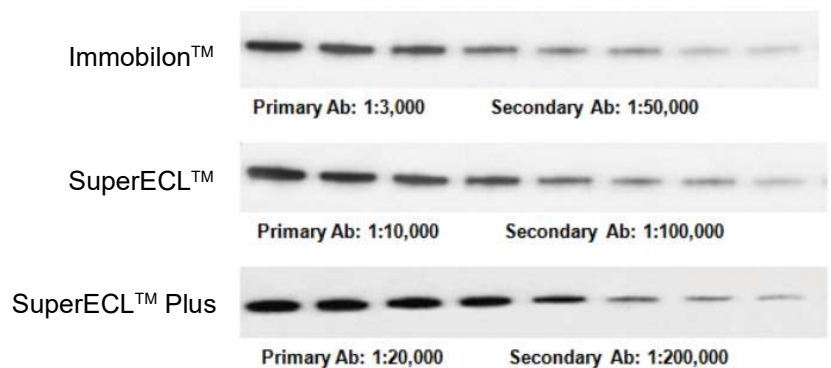 Immobilon™
Primary Ab: 1:3,000 Secondary Ab: 1:50,000
SuperECL™
Primary Ab: 1:10,000 Secondary Ab: 1:100,000
SuperECL™ Plus
Primary Ab: 1:20,000 Secondary Ab: 1:200,000